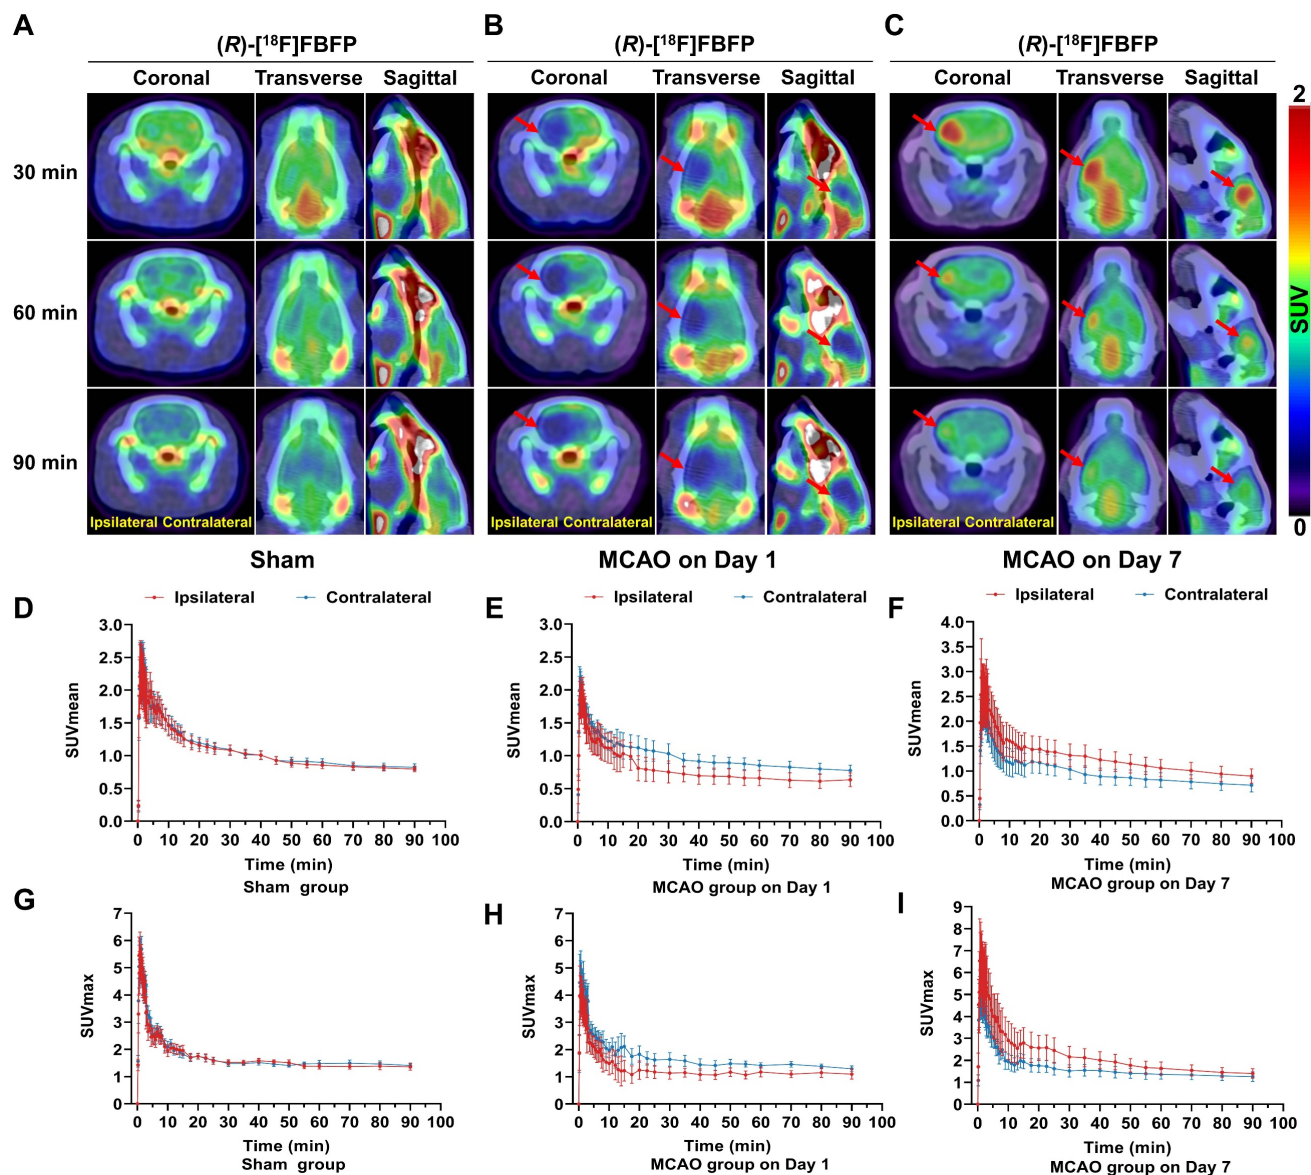 A
(R)-[18F]FBFP
Coronal Transverse Sagittal
30 min
60 min
90 min
Ipsilateral Contralateral
Sham
B
(R)-[18F]FBFP
Coronal Transverse Sagittal
Ipsilateral Contralateral
MCAO on Day 1
C
(R)-[18F]FBFP
Coronal Transverse Sagittal
Ipsilateral Contralateral
MCAO on Day 7
2
SUV
0
D
Ipsilateral Contralateral
SUVmean
3.0
2.5
2.0
1.5
1.0
0.5
0.0
0 10 20 30 40 50 60 70 80 90 100
Time (min)
Sham group
E
Ipsilateral Contralateral
SUVmean
3.0
2.5
2.0
1.5
1.0
0.5
0.0
0 10 20 30 40 50 60 70 80 90 100
Time (min)
MCAO group on Day 1
F
Ipsilateral Contralateral
SUVmean
4.0
3.5
3.0
2.5
2.0
1.5
1.0
0.5
0.0
0 10 20 30 40 50 60 70 80 90 100
Time (min)
MCAO group on Day 7
G
SUVmax
7
6
5
4
3
2
1
0
0 10 20 30 40 50 60 70 80 90 100
Time (min)
Sham group
H
SUVmax
7
6
5
4
3
2
1
0
0 10 20 30 40 50 60 70 80 90 100
Time (min)
MCAO group on Day 1
I
SUVmax
9
8
7
6
5
4
3
2
1
0
0 10 20 30 40 50 60 70 80 90 100
Time (min)
MCAO group on Day 7